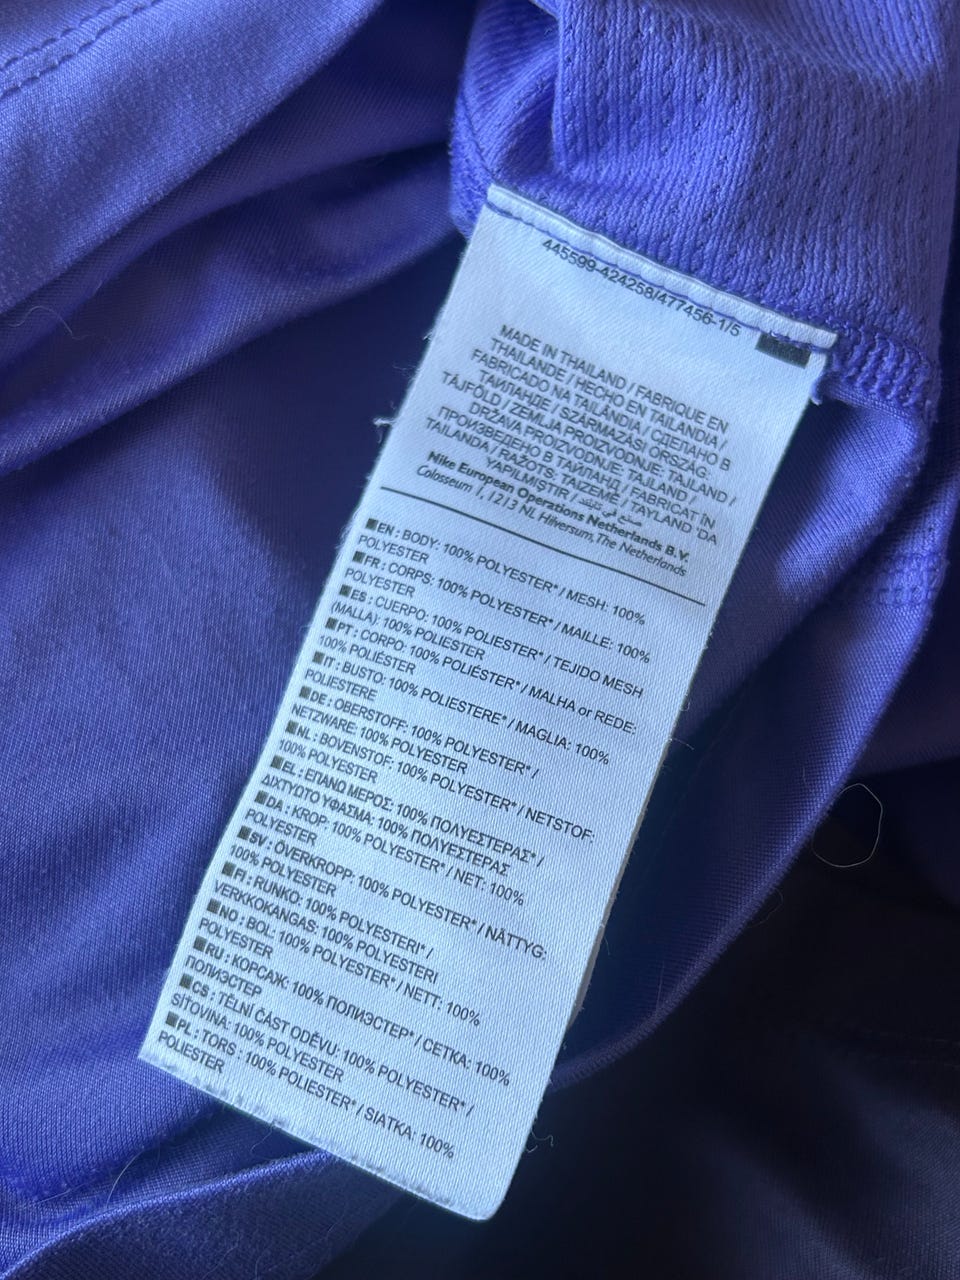 445599-424258/477456-1/5
MADE IN THAILAND / FABRIQUE EN
THAILANDE / HECHO EN TAILANDIA /
FABRICADO NA TAILÂNDIA / СДЕЛАНО В
ТАИЛАНДЕ / SZÁRMAZÁSI ORSZÁG:
TÁJFÖLD / ZEMLJA PROIZVODNJE: TAJLAND /
DRŽAVA PROIZVODNJE: TAJLAND /
ПРОИЗВЕДЕНО В ТАЙЛАНД / FABRICAT IN
TAILANDA / RAŽOTS: TAIZEME / TAYLAND 'DA
YAPILMIŞTIR /
Nike European Operations Netherlands B.V.
Colosseum 1, 1213 NL Hilversum, The Netherlands
EN : BODY: 100% POLYESTER* / MESH: 100%
POLYESTER
FR : CORPS: 100% POLYESTER* / MAILLE: 100%
POLYESTER
ES : CUERPO: 100% POLIESTER* / TEJIDO MESH
(MALLA): 100% POLIESTER
PT : CORPO: 100% POLIÉSTER* / MALHA or REDE:
100% POLIÉSTER
IT : BUSTO: 100% POLIESTERE* / MAGLIA: 100%
POLIESTERE
DE : OBERSTOFF: 100% POLYESTER* /
NETZWARE: 100% POLYESTER
NL : BOVENSTOF: 100% POLYESTER* / NETSTOF:
100% POLYESTER
EL : ΕΠΑΝΩ ΜΕΡΟΣ: 100% ΠΟΛΥΕΣΤΕΡΑΣ* /
ΔΙΧΤΥΩΤΟ ΥΦΑΣΜΑ: 100% ΠΟΛΥΕΣΤΕΡΑΣ
DA : KROP: 100% POLYESTER* / NET: 100%
POLYESTER
SV : ÖVERKROPP: 100% POLYESTER* / NÄTTYG:
100% POLYESTER
FI : RUNKO: 100% POLYESTERI* /
VERKKOKANGAS: 100% POLYESTERI
NO : BOL: 100% POLYESTER* / NETT: 100%
POLYESTER
RU : КОРСАЖ: 100% ПОЛИЭСТЕР* / СЕТКА: 100%
ПОЛИЭСТЕР
CS : TĚLNÍ ČÁST ODĚVU: 100% POLYESTER* /
SÍŤOVINA: 100% POLYESTER
PL : TORS : 100% POLIESTER* / SIATKA: 100%
POLIESTER